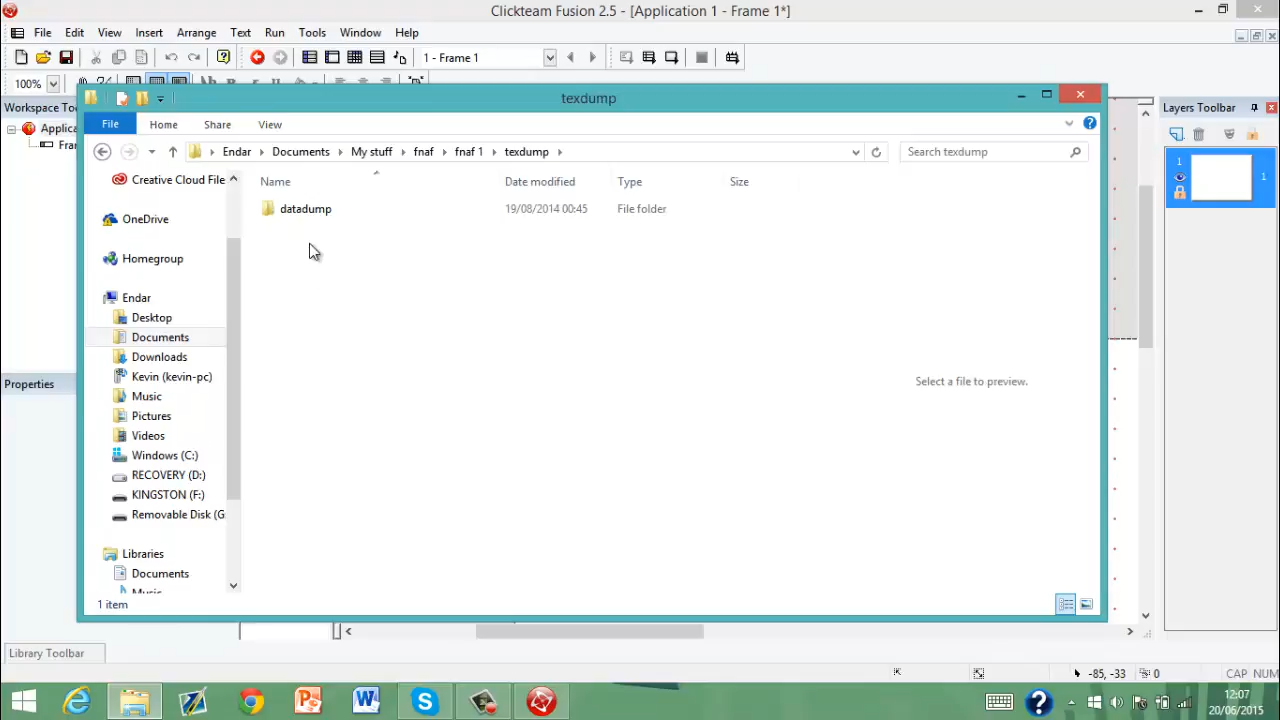 Clickteam Fusion 2.5 - [Application 1 - Frame 1*]
File Edit View Insert Arrange Text Run Tools Window Help
1 - Frame 1
100%
Workspace Too
texdump
Layers Toolbar
File Home Share View
Applica
Fran
Endar Documents My stuff fnaf fnaf 1 texdump
Search texdump
1
1
Creative Cloud File
Name Date modified Type Size
datadump 19/08/2014 00:45 File folder
OneDrive
Homegroup
Endar
Desktop
Documents
Downloads
Kevin (kevin-pc)
Music
Pictures
Videos
Windows (C:)
RECOVERY (D:)
KINGSTON (F:)
Removable Disk (G
Libraries
Documents
Music
Select a file to preview.
Properties
1 item
Library Toolbar
-85, -33 0 CAP NUM
12:07
20/06/2015